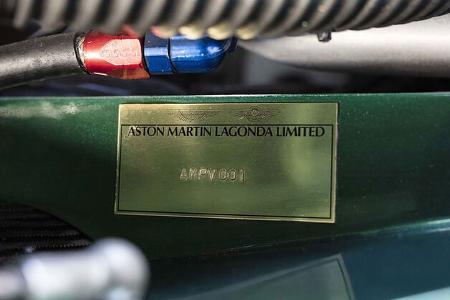 ASTON MARTIN LAGONDA LIMITED
AMPV001